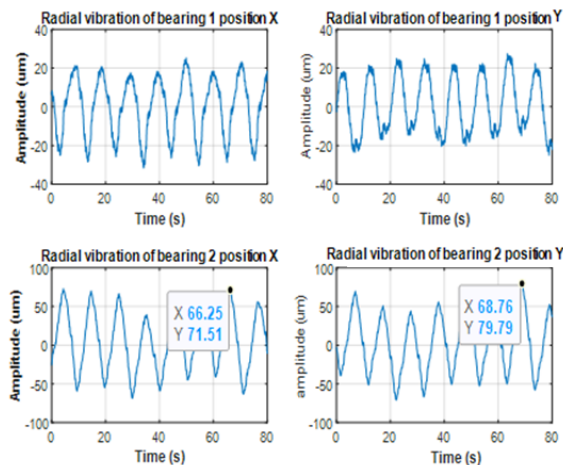 Radial vibration of bearing 1 position X
Amplitude (um)
40
20
0
-20
-40
0 20 40 60 80
Time (s)
Radial vibration of bearing 1 position Y
Amplitude (um)
40
20
0
-20
-40
0 20 40 60 80
Time (s)
Radial vibration of bearing 2 position X
Amplitude (um)
100
50
0
-50
-100
X 66.25
Y 71.51
0 20 40 60 80
Time (s)
Radial vibration of bearing 2 position Y
amplitude (um)
100
50
0
-50
-100
X 68.76
Y 79.79
0 20 40 60 80
Time (s)